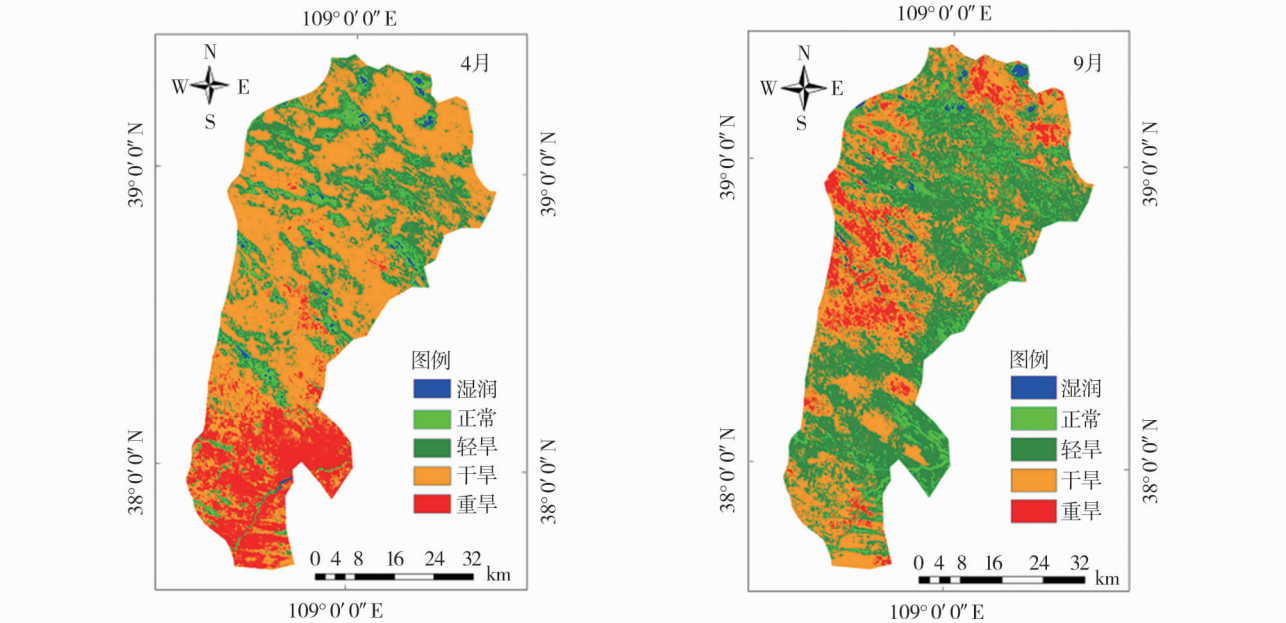 109° 0′ 0″ E
4月
N
W E
S
39° 0′ 0″ N
39° 0′ 0″ N
38° 0′ 0″ N
38° 0′ 0″ N
图例
湿润
正常
轻旱
干旱
重旱
0 4 8 16 24 32
km
109° 0′ 0″ E
109° 0′ 0″ E
9月
N
W E
S
39° 0′ 0″ N
39° 0′ 0″ N
38° 0′ 0″ N
38° 0′ 0″ N
图例
湿润
正常
轻旱
干旱
重旱
0 4 8 16 24 32
km
109° 0′ 0″ E